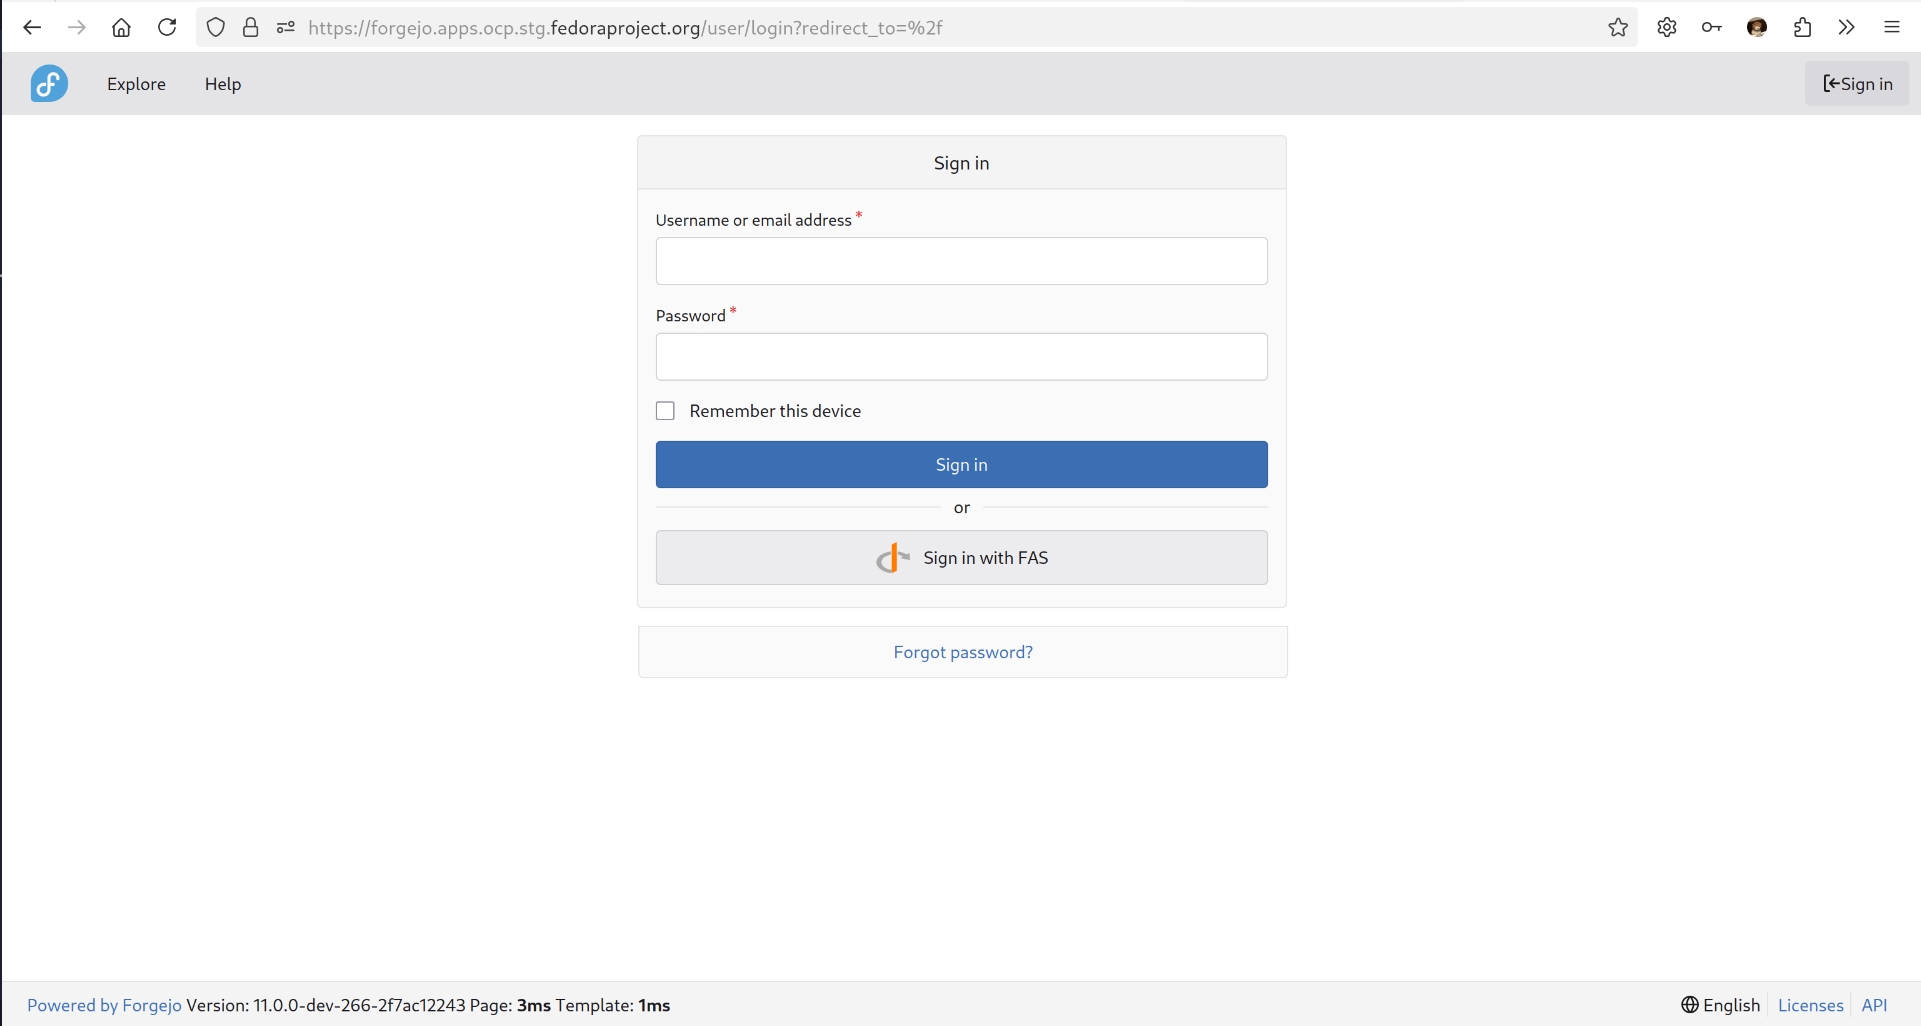 https://forgejo.apps.ocp.stg.fedoraproject.org/user/login?redirect_to=%2f
Explore Help Sign in
Sign in
Username or email address *
Password *
Remember this device
Sign in
or
Sign in with FAS
Forgot password?
Powered by Forgejo Version: 11.0.0-dev-266-2f7ac12243 Page: 3ms Template: 1ms English Licenses API